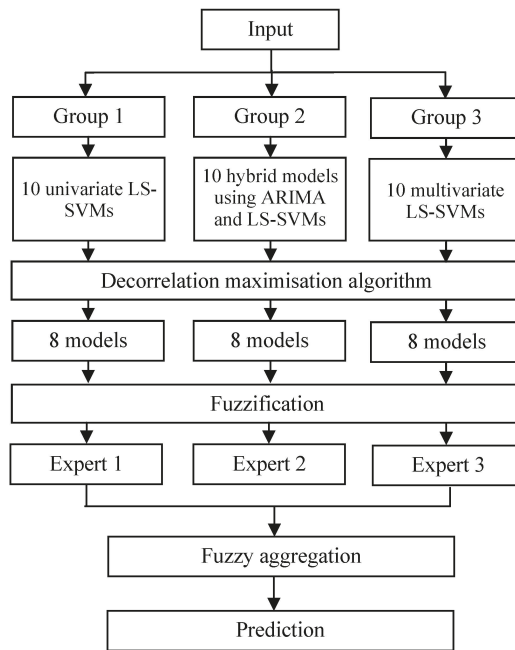 Input
Group 1
Group 2
Group 3
10 univariate LS-
SVMs
10 hybrid models
using ARIMA
and LS-SVMs
10 multivariate
LS-SVMs
Decorrelation maximisation algorithm
8 models
8 models
8 models
Fuzzification
Expert 1
Expert 2
Expert 3
Fuzzy aggregation
Prediction